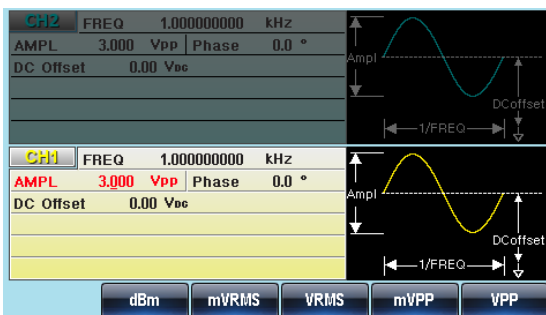 CH2 FREQ 1.000000000 kHz
AMPL 3.000 Vpp Phase 0.0 °
DC Offset 0.00 VDC
Ampl
DCoffset
1/FREQ
CH1 FREQ 1.000000000 kHz
AMPL 3.000 Vpp Phase 0.0 °
DC Offset 0.00 VDC
Ampl
DCoffset
1/FREQ
dBm mVRMS VRMS mVPP VPP